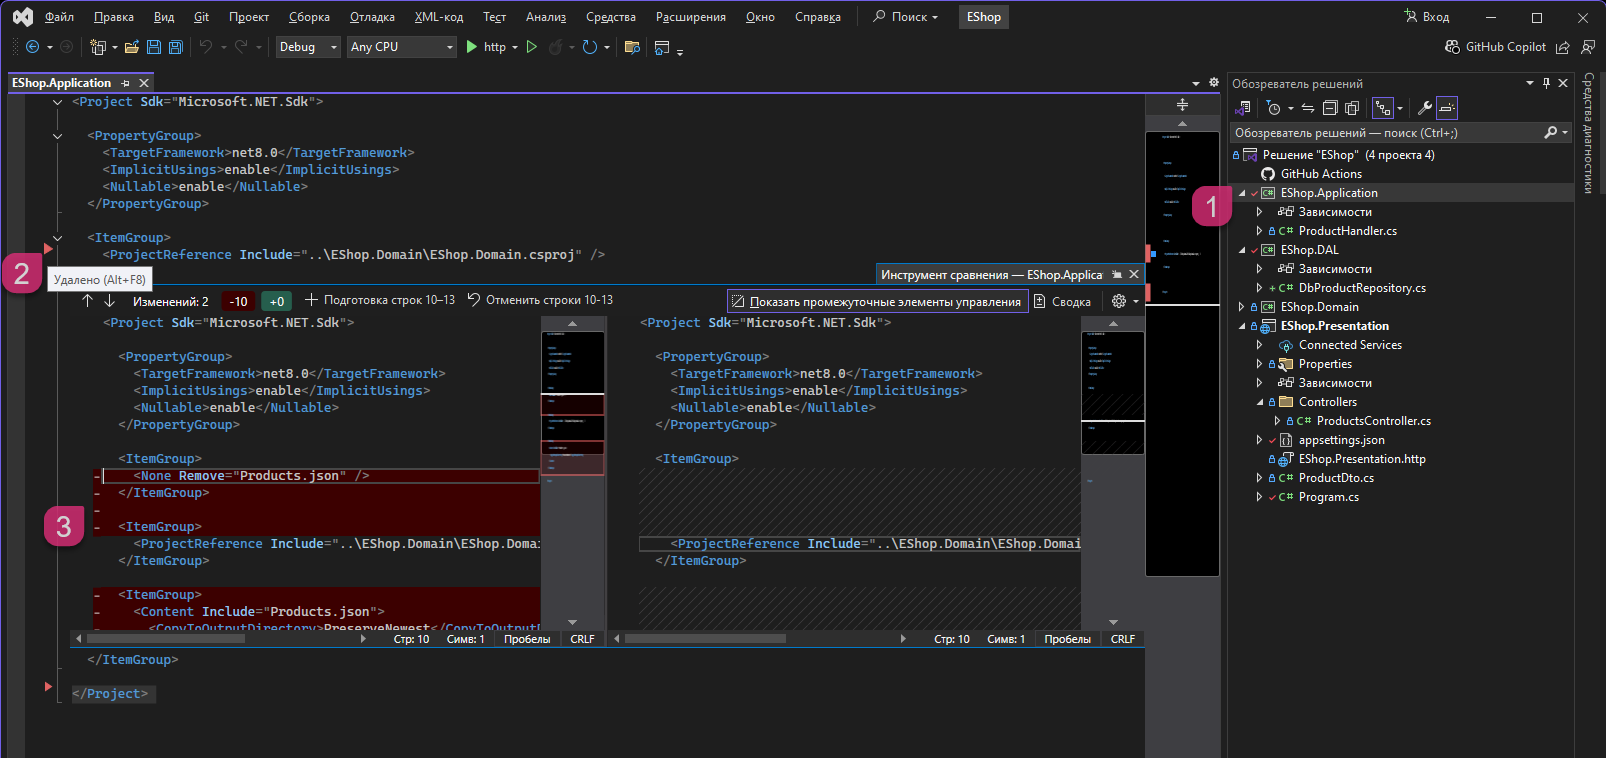 Файл Правка Вид Git Проект Сборка Отладка XML-код Тест Анализ Средства Расширения Окно Справка Поиск EShop Вход
Debug Any CPU http GitHub Copilot
EShop.Application
<Project Sdk="Microsoft.NET.Sdk">
<PropertyGroup>
<TargetFramework>net8.0</TargetFramework>
<ImplicitUsings>enable</ImplicitUsings>
<Nullable>enable</Nullable>
</PropertyGroup>
<ItemGroup>
<ProjectReference Include="..\EShop.Domain\EShop.Domain.csproj" />
2
Удалено (Alt+F8)
Инструмент сравнения — EShop.Applica
Изменений: 2 -10 +0 Подготовка строк 10–13 Отменить строки 10-13 Показать промежуточные элементы управления Сводка
<Project Sdk="Microsoft.NET.Sdk">
<PropertyGroup>
<TargetFramework>net8.0</TargetFramework>
<ImplicitUsings>enable</ImplicitUsings>
<Nullable>enable</Nullable>
</PropertyGroup>
<ItemGroup>
- <None Remove="Products.json" />
- </ItemGroup>
-
- <ItemGroup>
3
<ProjectReference Include="..\EShop.Domain\EShop.Doma
</ItemGroup>
- <ItemGroup>
- <Content Include="Products.json">
- <CopyToOutputDirectory>PreserveNewest</CopyToOutput
Стр: 10 Симв: 1 Пробелы CRLF
<Project Sdk="Microsoft.NET.Sdk">
<PropertyGroup>
<TargetFramework>net8.0</TargetFramework>
<ImplicitUsings>enable</ImplicitUsings>
<Nullable>enable</Nullable>
</PropertyGroup>
<ItemGroup>
<ProjectReference Include="..\EShop.Domain\EShop.Domai
</ItemGroup>
Стр: 10 Симв: 1 Пробелы CRLF
</ItemGroup>
</Project>
Обозреватель решений
Обозреватель решений — поиск (Ctrl+;)
Решение "EShop" (4 проекта 4)
GitHub Actions
1
EShop.Application
Зависимости
C# ProductHandler.cs
EShop.DAL
Зависимости
+ C# DbProductRepository.cs
EShop.Domain
EShop.Presentation
Connected Services
Properties
Зависимости
Controllers
C# ProductsController.cs
appsettings.json
EShop.Presentation.http
C# ProductDto.cs
C# Program.cs
Средства диагностики